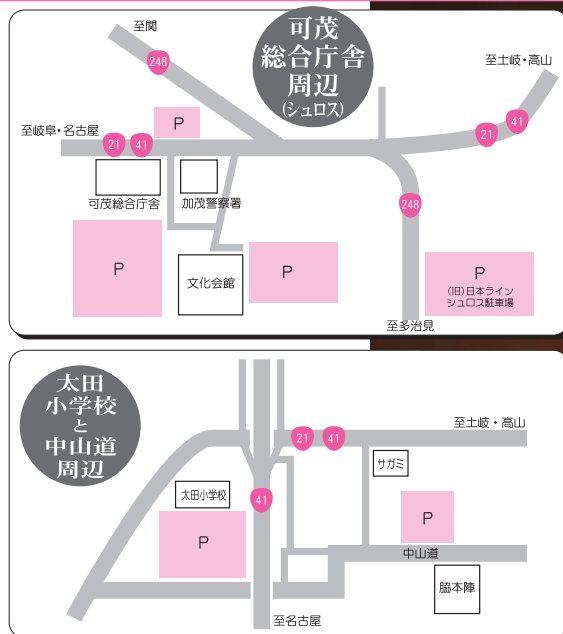 可茂
総合庁舎
周辺
(シュロス)
至関
248
至土岐・高山
41
21
至岐阜・名古屋
21
41
P
可茂総合庁舎
加茂警察署
248
P
文化会館
P
P
(旧)日本ライン
シュロス駐車場
至多治見
太田
小学校
と
中山道
周辺
21
41
至土岐・高山
サガミ
太田小学校
41
P
P
中山道
脇本陣
至名古屋